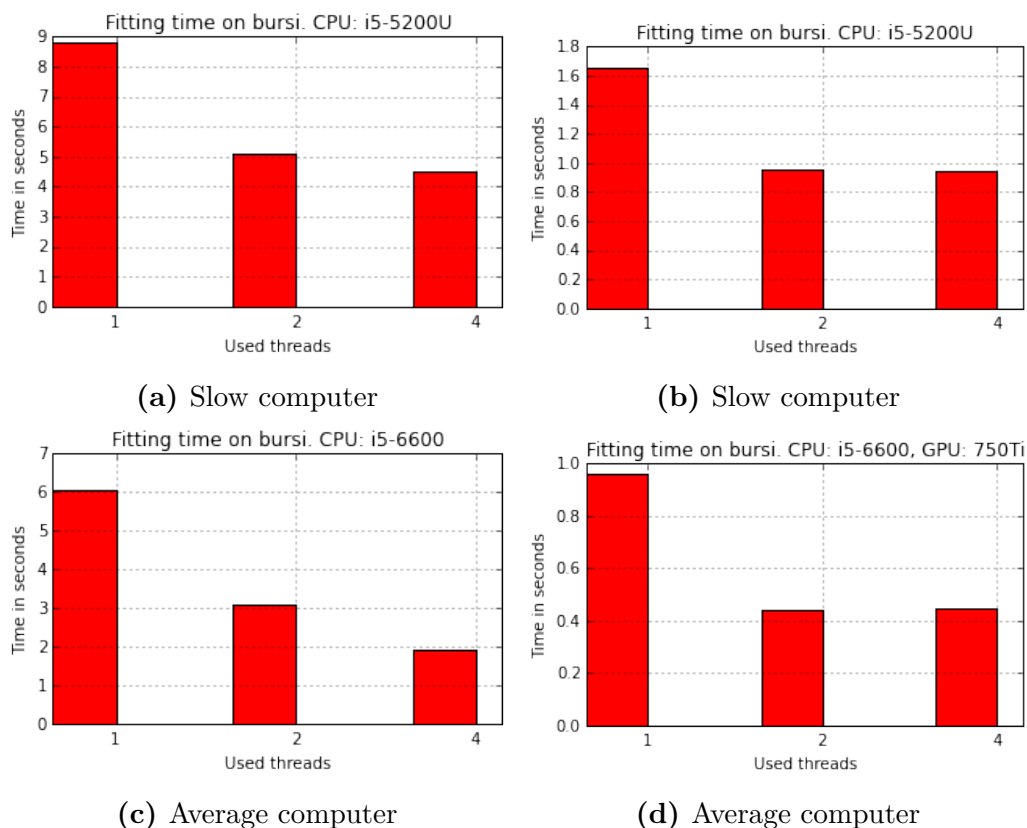 Fitting time on bursi. CPU: i5-5200U
9
8
7
6
5
4
3
2
1
0
Time in seconds
1 2 4
Used threads
(a) Slow computer
Fitting time on bursi. CPU: i5-5200U
1.8
1.6
1.4
1.2
1.0
0.8
0.6
0.4
0.2
0.0
Time in seconds
1 2 4
Used threads
(b) Slow computer
Fitting time on bursi. CPU: i5-6600
7
6
5
4
3
2
1
0
Time in seconds
1 2 4
Used threads
(c) Average computer
Fitting time on bursi. CPU: i5-6600, GPU: 750Ti
1.0
0.8
0.6
0.4
0.2
0.0
Time in seconds
1 2 4
Used threads
(d) Average computer